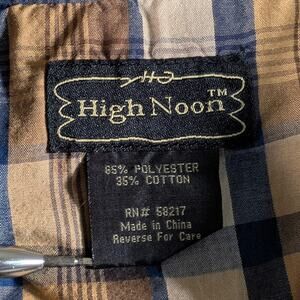 High Noon™
65% POLYESTER
35% COTTON
RN# 58217
Made in China
Reverse For Care